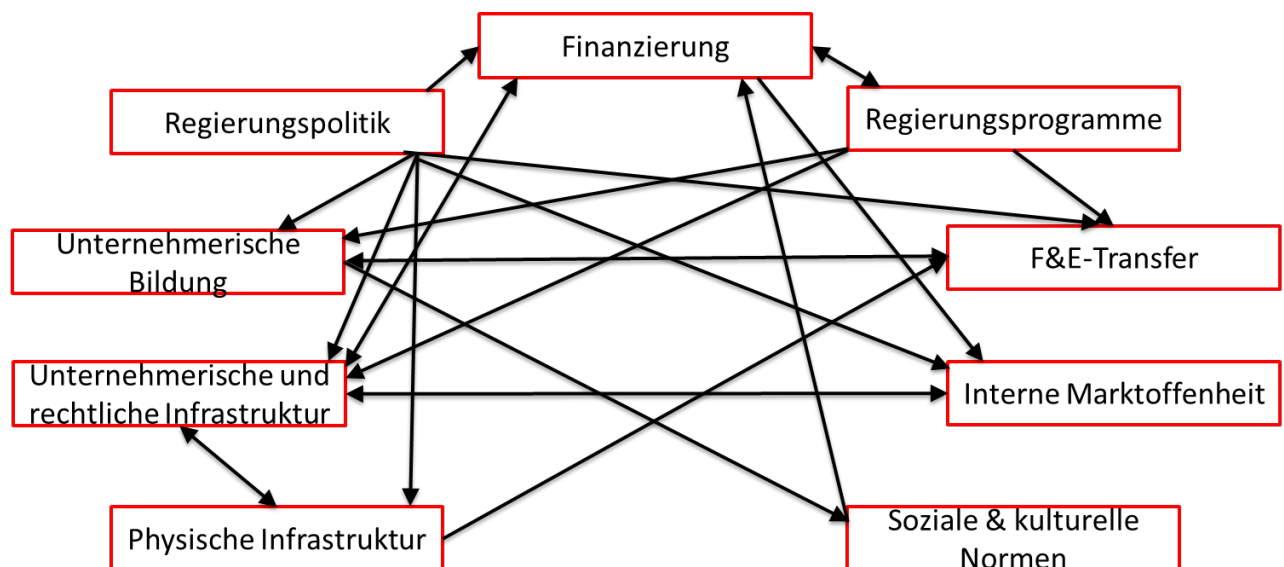 Finanzierung
Regierungspolitik
Regierungsprogramme
Unternehmerische
Bildung
F&E-Transfer
Unternehmerische und
rechtliche Infrastruktur
Interne Marktoffenheit
Physische Infrastruktur
Soziale & kulturelle
Normen